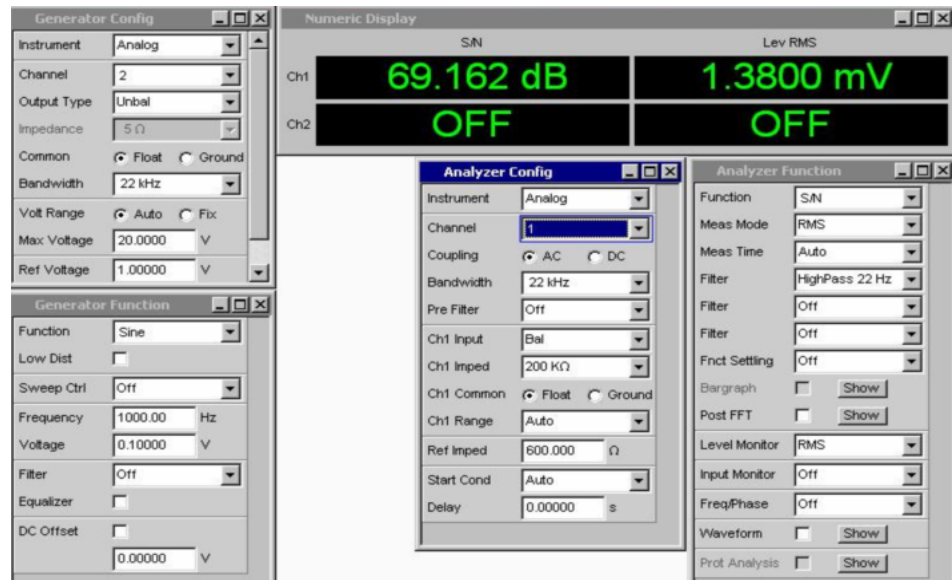 Generator Config
Instrument Analog
Channel 2
Output Type Unbal
Impedance 5 Ω
Common Float Ground
Bandwidth 22 kHz
Volt Range Auto Fix
Max Voltage 20.0000 V
Ref Voltage 1.00000 V
Generator Function
Function Sine
Low Dist
Sweep Ctrl Off
Frequency 1000.00 Hz
Voltage 0.10000 V
Filter Off
Equalizer
DC Offset
0.00000 V
Numeric Display
S/N Lev RMS
Ch1 69.162 dB 1.3800 mV
Ch2 OFF OFF
Analyzer Config
Instrument Analog
Channel 1
Coupling AC DC
Bandwidth 22 kHz
Pre Filter Off
Ch1 Input Bal
Ch1 Imped 200 KΩ
Ch1 Common Float Ground
Ch1 Range Auto
Ref Imped 600.000 Ω
Start Cond Auto
Delay 0.00000 s
Analyzer Function
Function S/N
Meas Mode RMS
Meas Time Auto
Filter HighPass 22 Hz
Filter Off
Filter Off
Fnct Settling Off
Bargraph Show
Post FFT Show
Level Monitor RMS
Input Monitor Off
Freq/Phase Off
Waveform Show
Prot Analysis Show